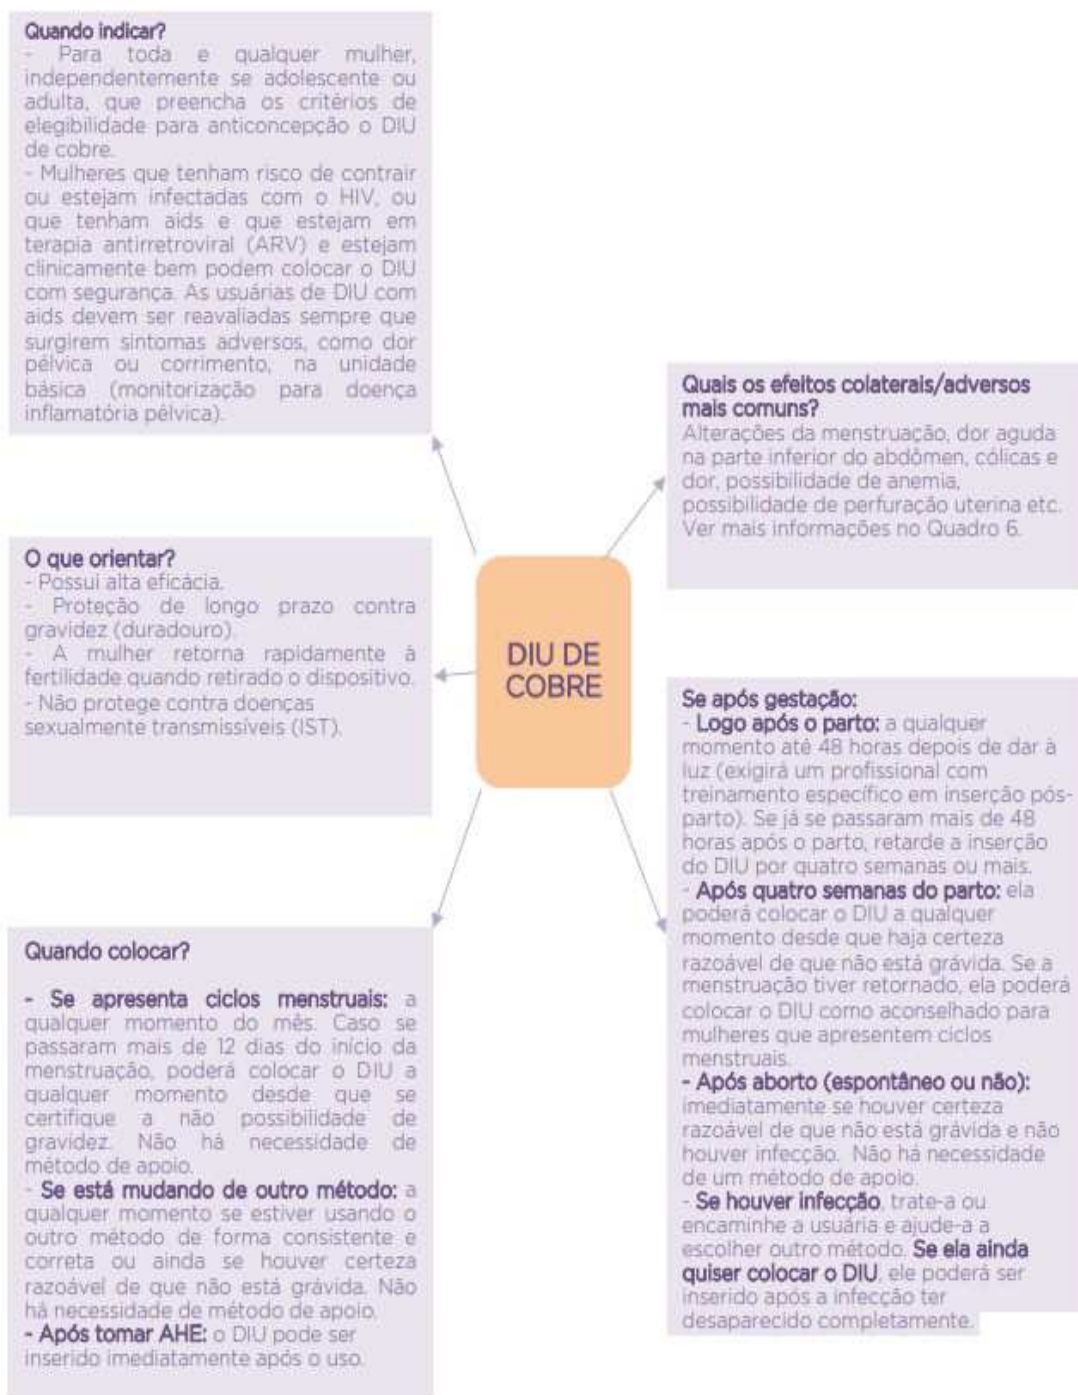 Quando indicar?
- Para toda e qualquer mulher,
independentemente se adolescente ou
adulta, que preencha os critérios de
elegibilidade para anticoncepção o DIU
de cobre.
- Mulheres que tenham risco de contrair
ou estejam infectadas com o HIV, ou
que tenham aids e que estejam em
terapia antirretroviral (ARV) e estejam
clinicamente bem podem colocar o DIU
com segurança. As usuárias de DIU com
aids devem ser reavaliadas sempre que
surgirem sintomas adversos, como dor
pélvica ou corrimento, na unidade
básica (monitorização para doença
inflamatória pélvica).
O que orientar?
- Possui alta eficácia.
- Proteção de longo prazo contra
gravidez (duradouro).
- A mulher retorna rapidamente à
fertilidade quando retirado o dispositivo.
- Não protege contra doenças
sexualmente transmissíveis (IST).
Quando colocar?
- Se apresenta ciclos menstruais: a
qualquer momento do mês. Caso se
passaram mais de 12 dias do início da
menstruação, poderá colocar o DIU a
qualquer momento desde que se
certifique a não possibilidade de
gravidez. Não há necessidade de
método de apoio.
- Se está mudando de outro método: a
qualquer momento se estiver usando o
outro método de forma consistente e
correta ou ainda se houver certeza
razoável de que não está grávida. Não
há necessidade de método de apoio.
- Após tomar AHE: o DIU pode ser
inserido imediatamente após o uso.
DIU DE
COBRE
Quais os efeitos colaterais/adversos
mais comuns?
Alterações da menstruação, dor aguda
na parte inferior do abdômen, cólicas e
dor, possibilidade de anemia,
possibilidade de perfuração uterina etc.
Ver mais informações no Quadro 6.
Se após gestação:
- Logo após o parto: a qualquer
momento até 48 horas depois de dar à
luz (exigirá um profissional com
treinamento específico em inserção pós-
parto). Se já se passaram mais de 48
horas após o parto, retarde a inserção
do DIU por quatro semanas ou mais.
- Após quatro semanas do parto: ela
poderá colocar o DIU a qualquer
momento desde que haja certeza
razoável de que não está grávida. Se a
menstruação tiver retornado, ela poderá
colocar o DIU como aconselhado para
mulheres que apresentem ciclos
menstruais.
- Após aborto (espontâneo ou não):
imediatamente se houver certeza
razoável de que não está grávida e não
houver infecção. Não há necessidade
de um método de apoio.
- Se houver infecção, trate-a ou
encaminhe a usuária e ajude-a a
escolher outro método. Se ela ainda
quiser colocar o DIU, ele poderá ser
inserido após a infecção ter
desaparecido completamente.